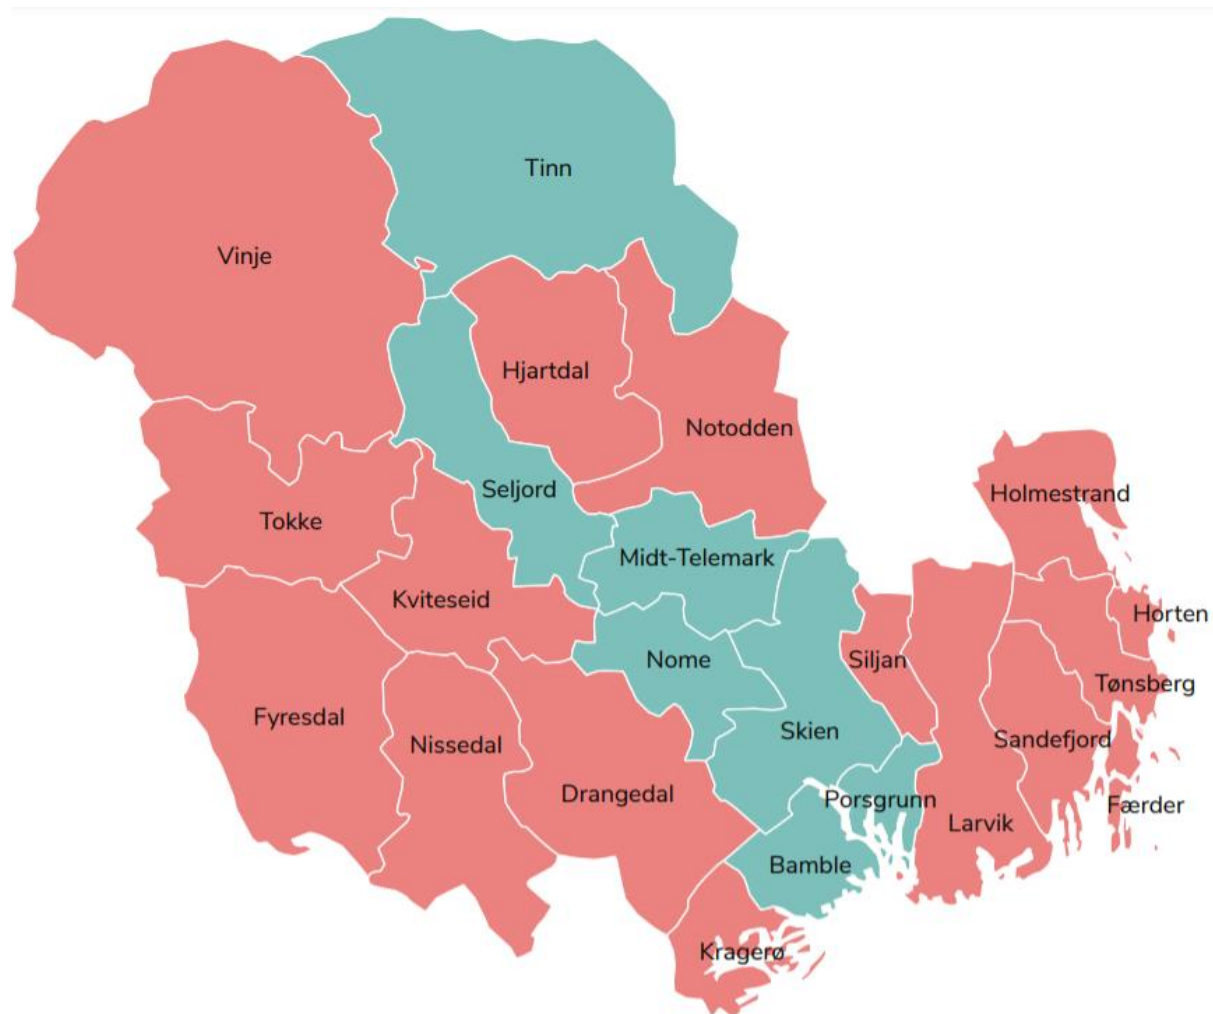 Tinn
Vinje
Hjartdal
Notodden
Seljord
Holmestrand
Tokke
Midt-Telemark
Kviteseid
Horten
Nome
Siljan
Tønsberg
Fyresdal
Skien
Sandefjord
Nissedal
Drangedal
Porsgrunn
Færder
Larvik
Bamble
Kragerø